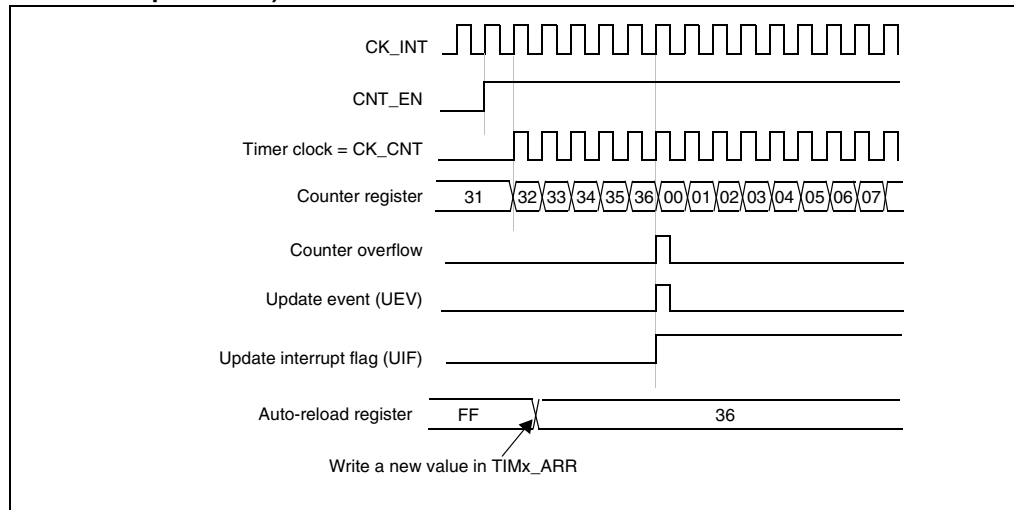 CK_INT
CNT_EN
Timer clock = CK_CNT
Counter register 31 32 33 34 35 36 00 01 02 03 04 05 06 07
Counter overflow
Update event (UEV)
Update interrupt flag (UIF)
Auto-reload register FF 36
Write a new value in TIMx_ARR